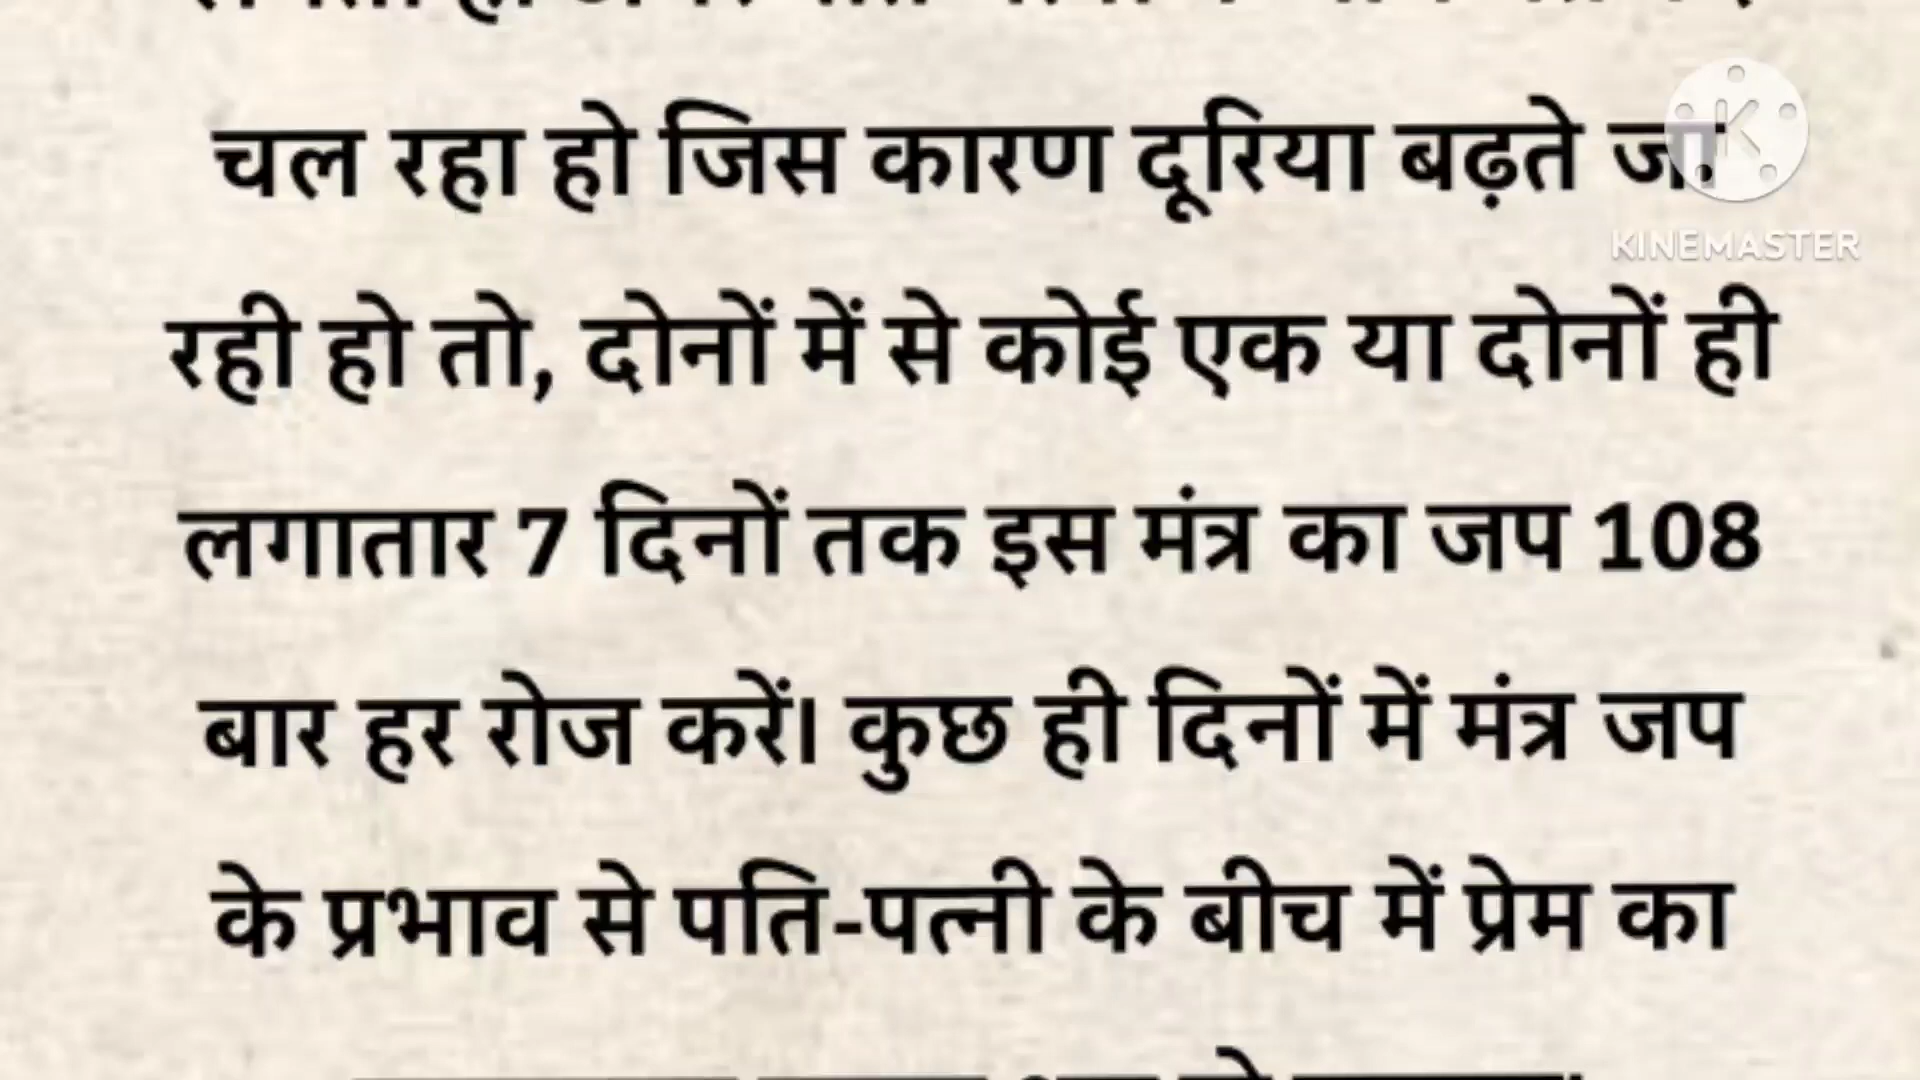 चल रहा हो जिस कारण दूरिया बढ़ते जा
KINEMASTER
रही हो तो, दोनों में से कोई एक या दोनों ही
लगातार 7 दिनों तक इस मंत्र का जप 108
बार हर रोज करें। कुछ ही दिनों में मंत्र जप
के प्रभाव से पति-पत्नी के बीच में प्रेम का